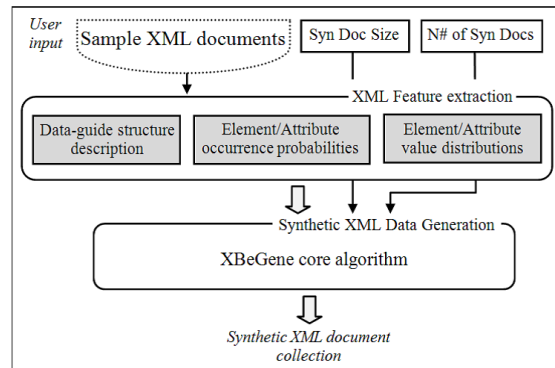 User
input
Sample XML documents
Syn Doc Size
N# of Syn Docs
XML Feature extraction
Data-guide structure
description
Element/Attribute
occurrence probabilities
Element/Attribute
value distributions
Synthetic XML Data Generation
XBeGene core algorithm
Synthetic XML document
collection